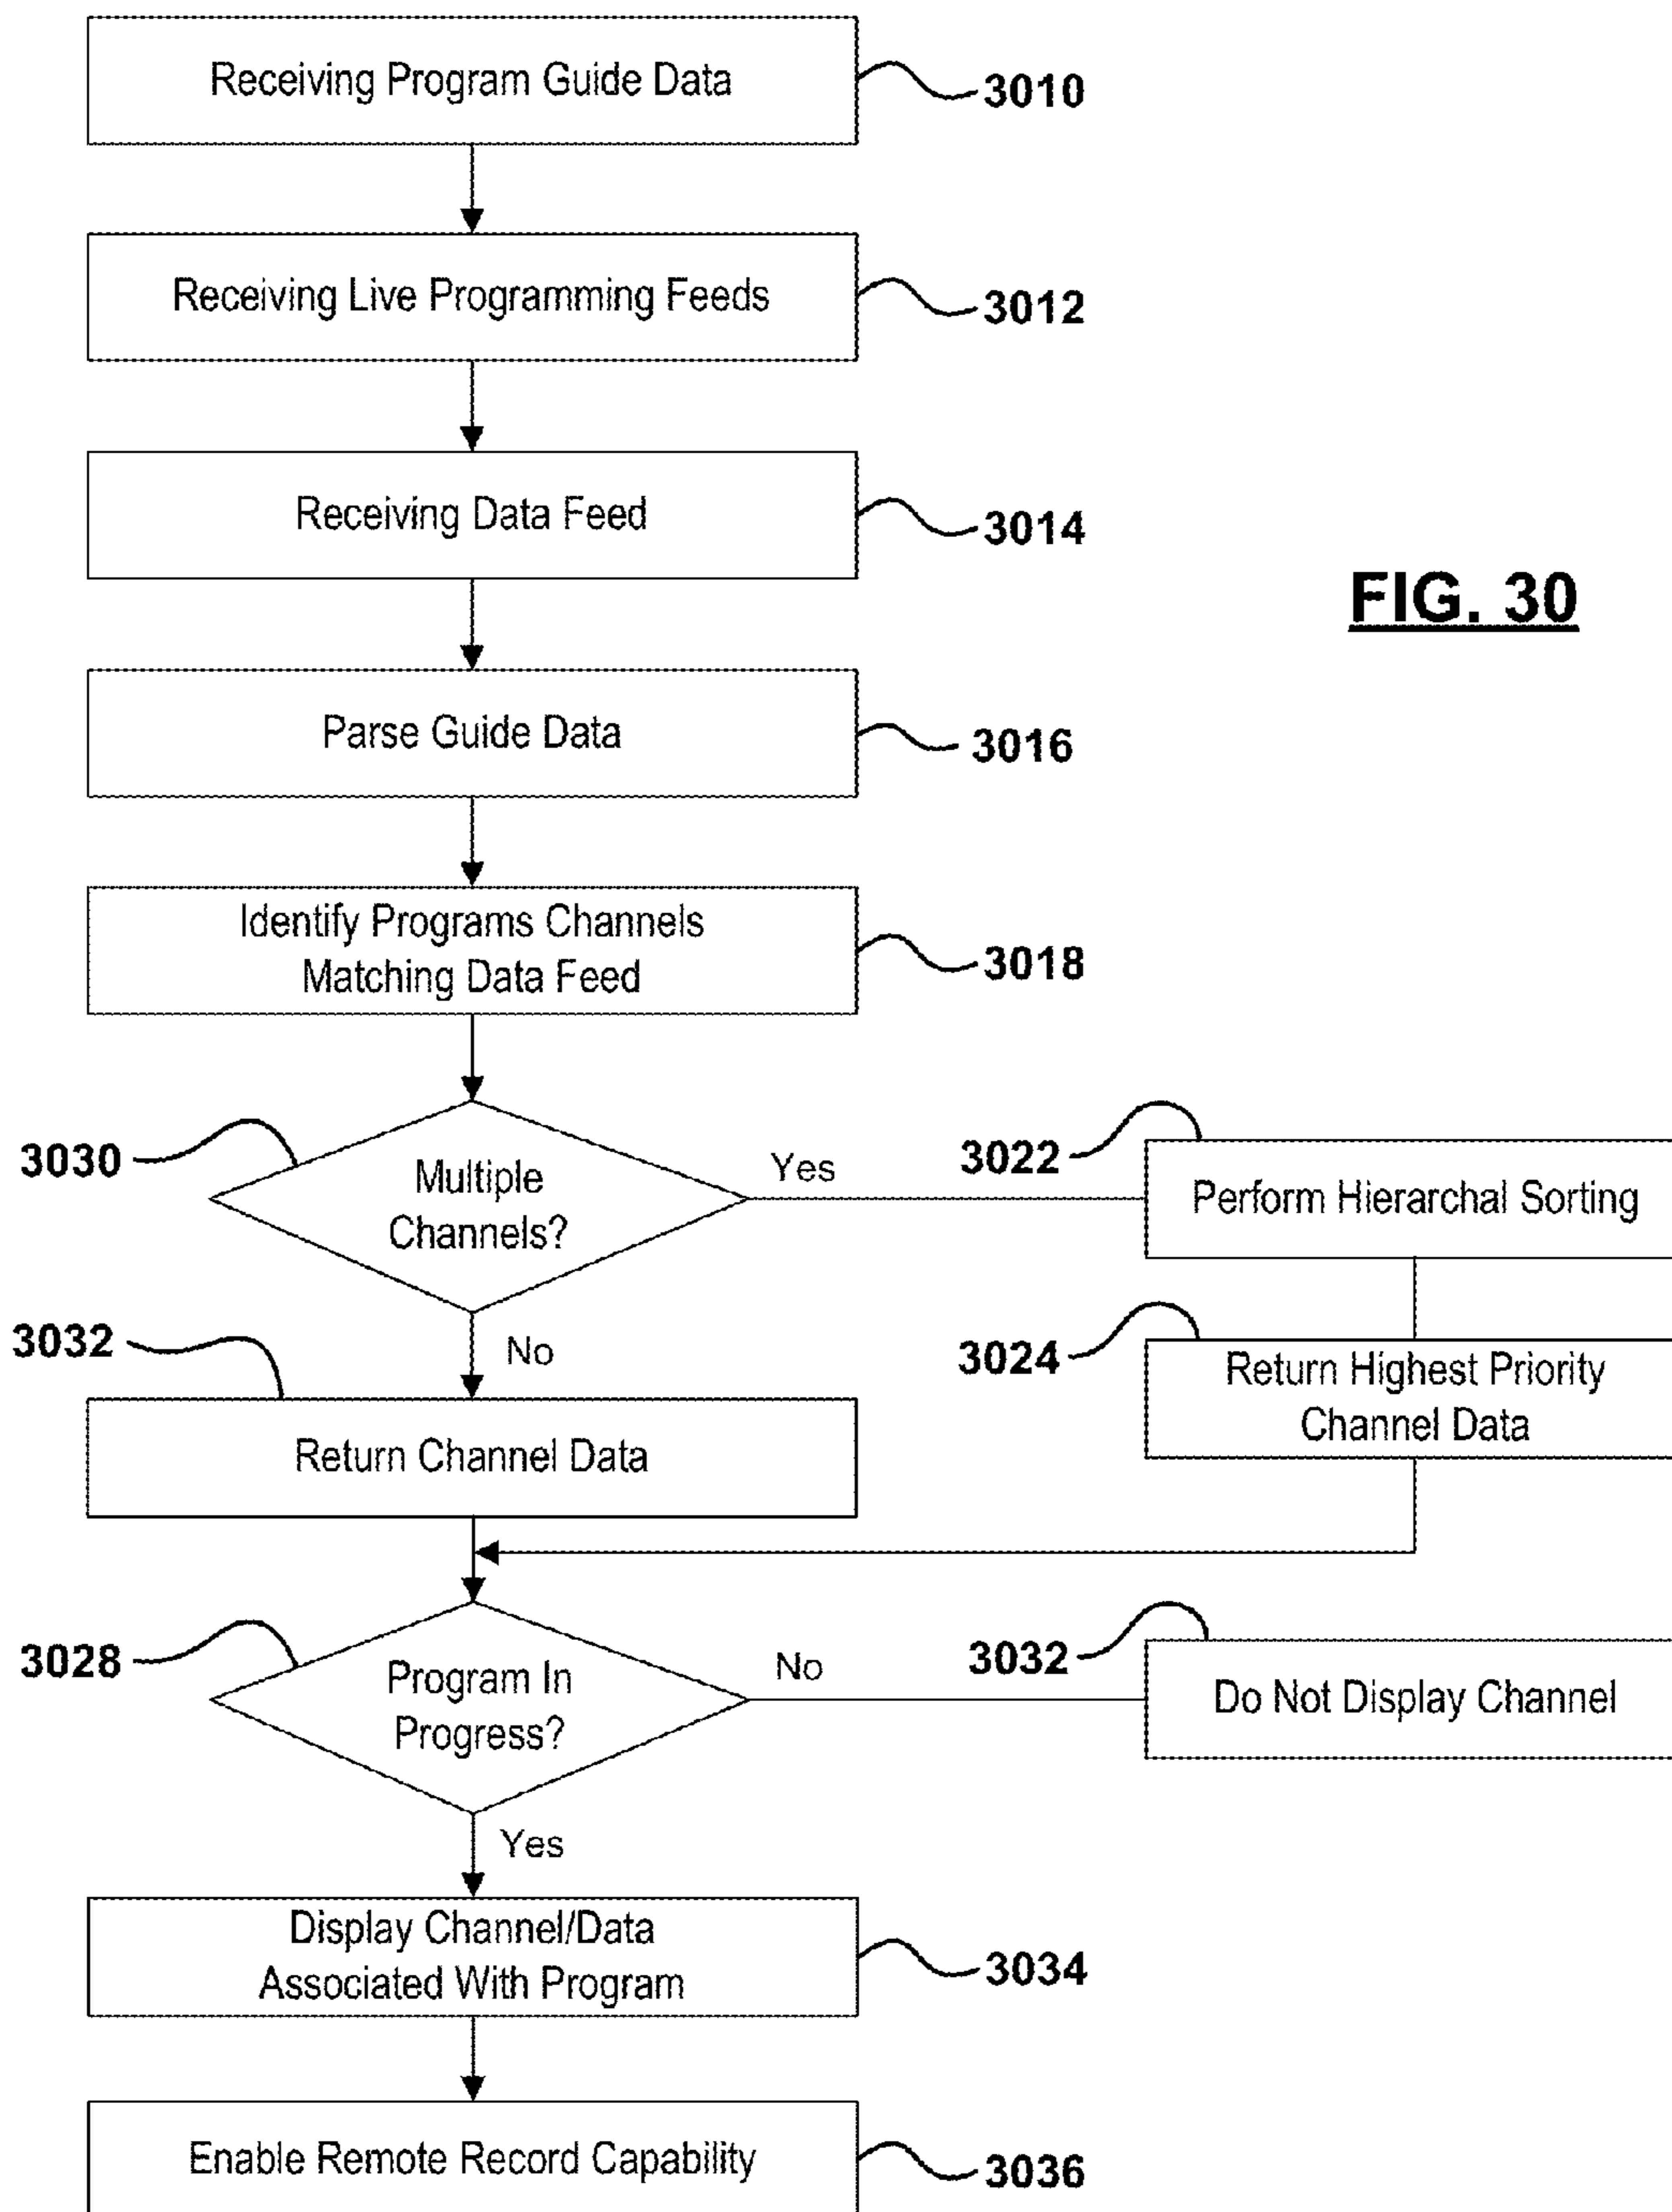 Receiving Program Guide Data
3010
Receiving Live Programming Feeds
3012
Receiving Data Feed
3014
FIG. 30
Parse Guide Data
3016
Identify Programs Channels
Matching Data Feed
3018
3030
Multiple
Channels?
Yes
3022
Perform Hierarchal Sorting
No
3032
Return Channel Data
3024
Return Highest Priority
Channel Data
3028
Program In
Progress?
No
3032
Do Not Display Channel
Yes
Display Channel/Data
Associated With Program
3034
Enable Remote Record Capability
3036